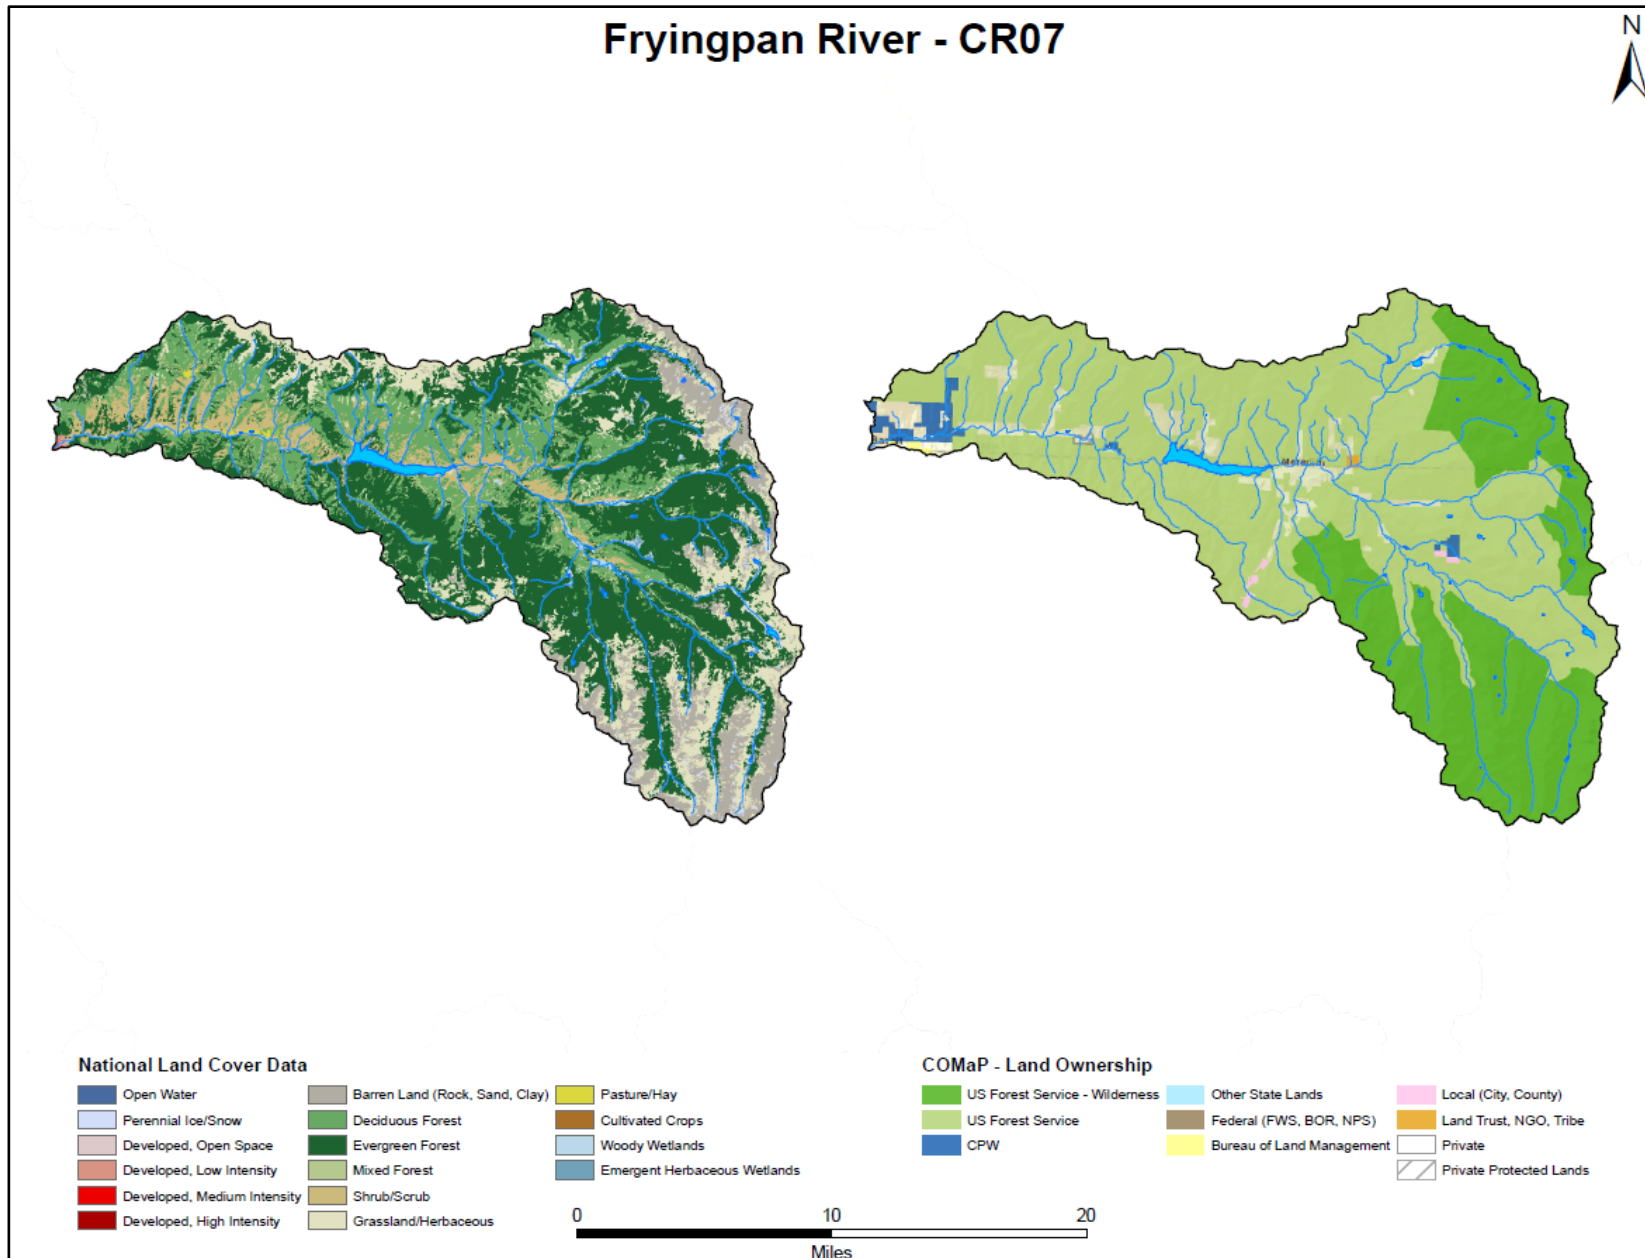 Fryingpan River - CR07
N
Basalt
Meredith
National Land Cover Data
Open Water
Perennial Ice/Snow
Developed, Open Space
Developed, Low Intensity
Developed, Medium Intensity
Developed, High Intensity
Barren Land (Rock, Sand, Clay)
Deciduous Forest
Evergreen Forest
Mixed Forest
Shrub/Scrub
Grassland/Herbaceous
Pasture/Hay
Cultivated Crops
Woody Wetlands
Emergent Herbaceous Wetlands
COMaP - Land Ownership
US Forest Service - Wilderness
US Forest Service
CPW
Other State Lands
Federal (FWS, BOR, NPS)
Bureau of Land Management
Local (City, County)
Land Trust, NGO, Tribe
Private
Private Protected Lands
0 10 20
Miles